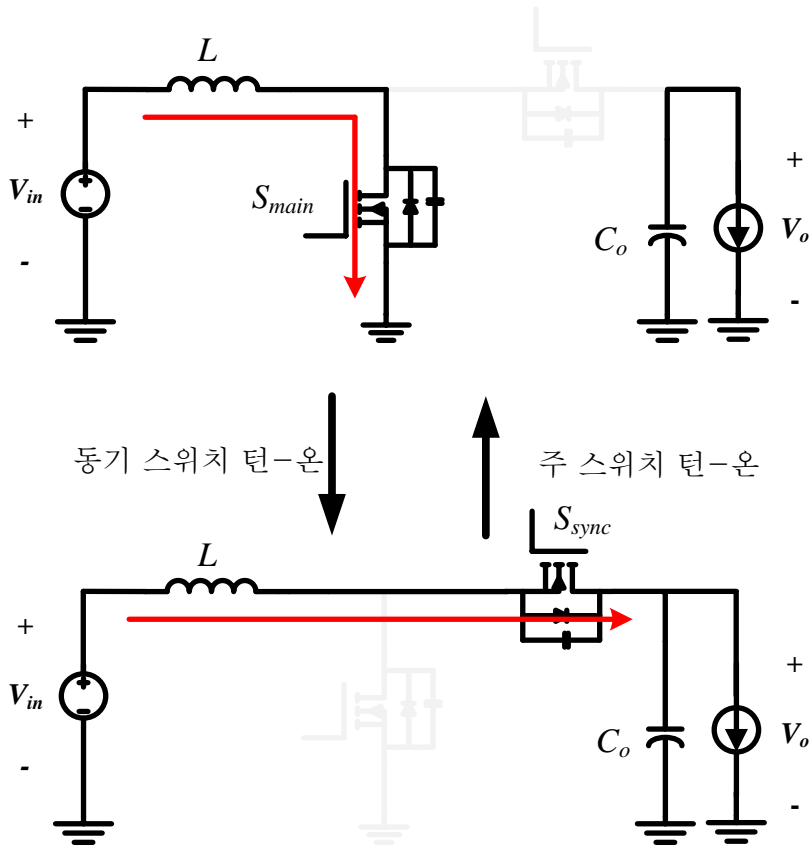 L
+
V_in
-
S_main
C_o
+
V_o
-
동기 스위치 턴-온
주 스위치 턴-온
S_sync
L
+
V_in
-
C_o
+
V_o
-